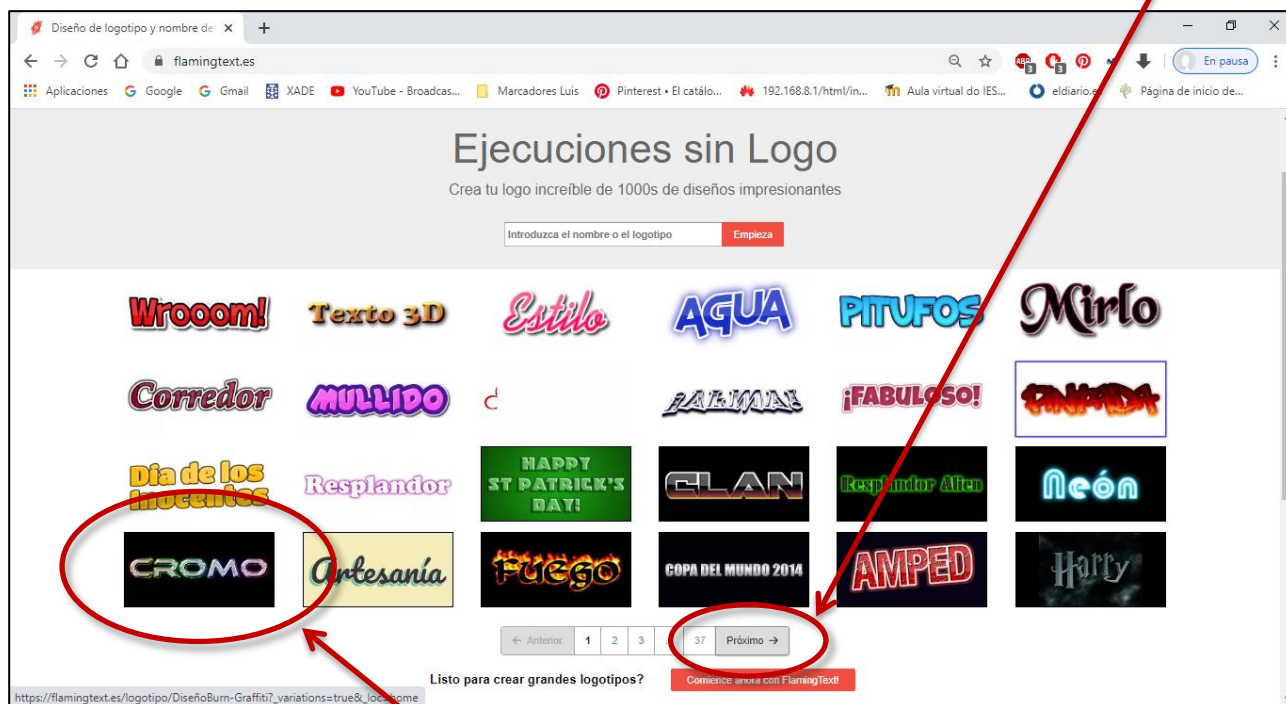 Diseño de logotipo y nombre de
flamingtext.es
ABP
3
3
En pausa
Aplicaciones
Google
Gmail
XADE
YouTube - Broadcas...
Marcadores Luis
Pinterest • El catálo...
192.168.8.1/html/in...
Aula virtual do IES...
eldiario.e
Página de inicio de...
Ejecuciones sin Logo
Crea tu logo increíble de 1000s de diseños impresionantes
Introduzca el nombre o el logotipo
Empieza
Wrooom!
Texto 3D
Estilo
AGUA
PITUFOS
Mirlo
Corredor
MULLIDO
¡FABULOSO!
Día de los
Inocentes
Resplandor
HAPPY
ST PATRICK'S
DAY!
CLAN
Resplandor Alien
Neón
CROMO
Artesanía
FUEGO
COPA DEL MUNDO 2014
AMPED
Harry
← Anterior.
1
2
3
37
Próximo →
Listo para crear grandes logotipos?
Comience ahora con FlamingText!
https://flamingtext.es/logotipo/DiseñoBurn-Graffiti?_variations=true&_loc=home